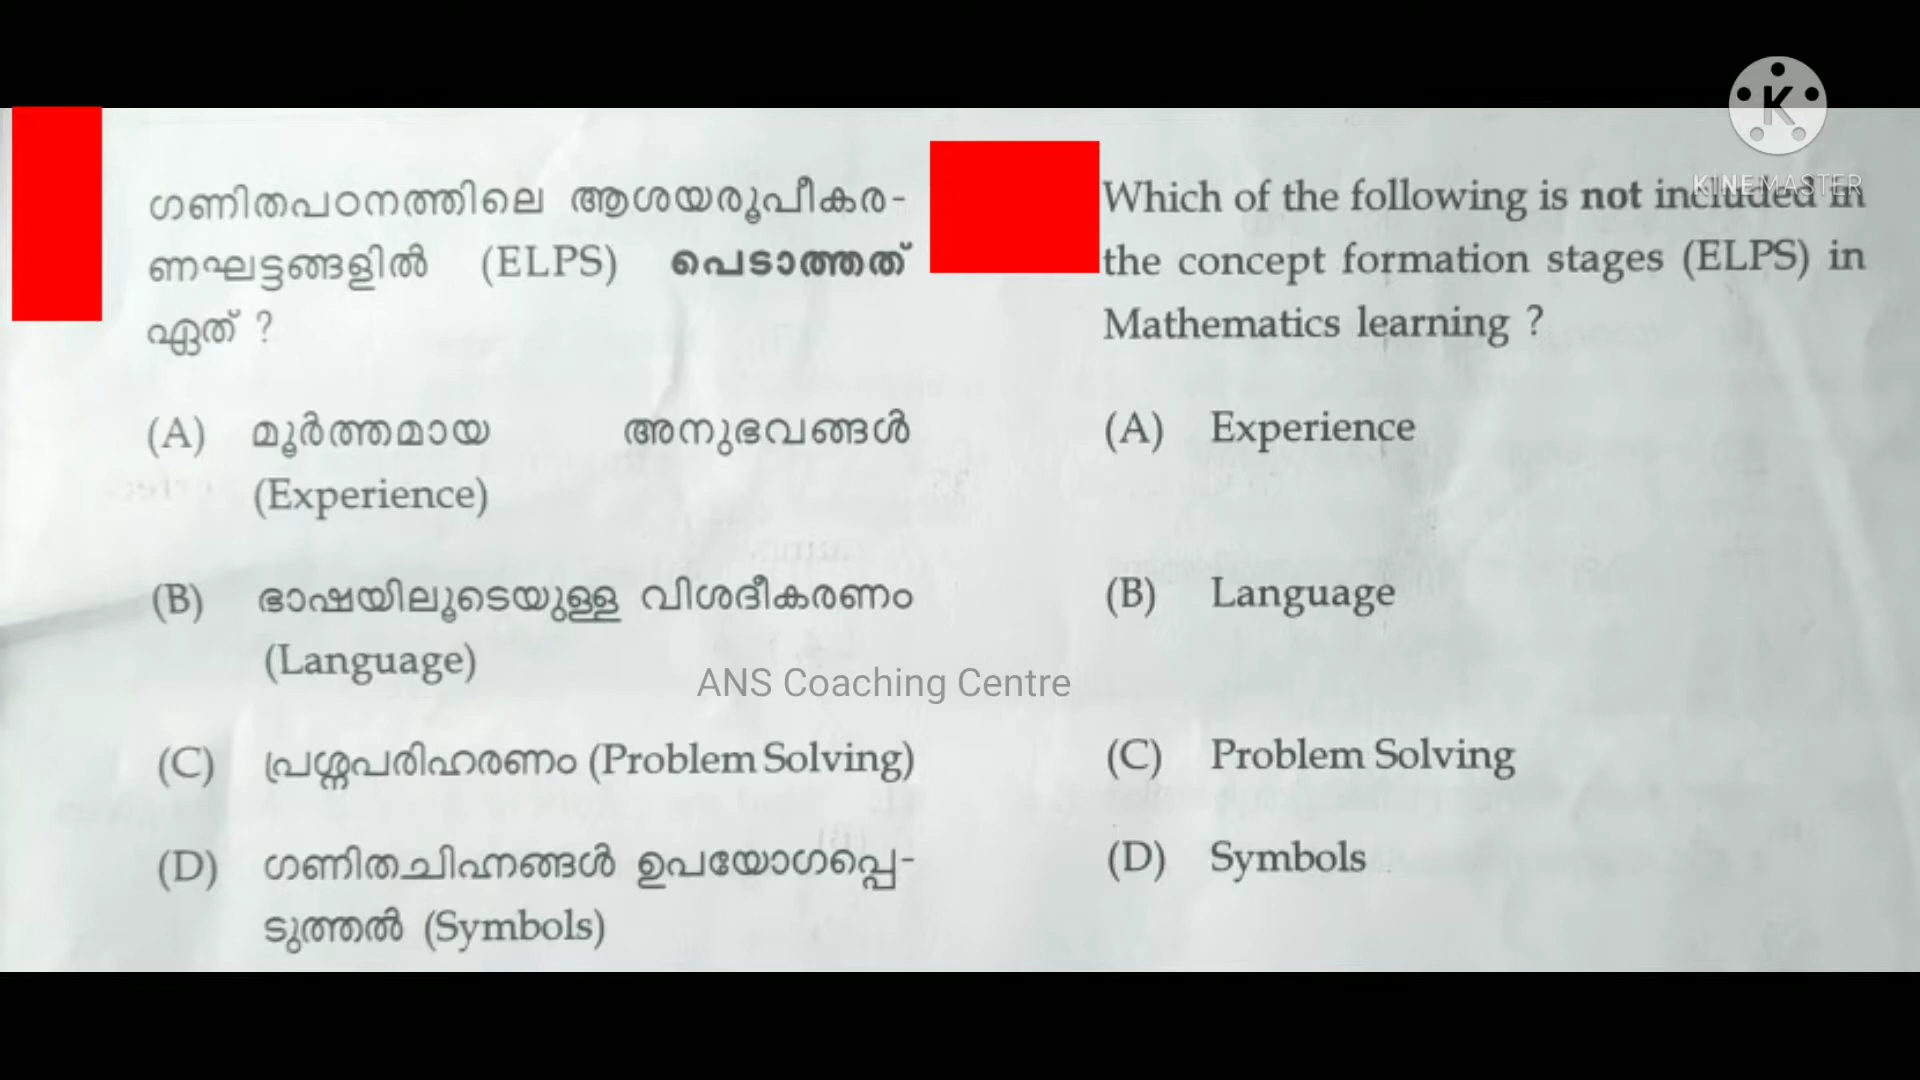 K
KINEMASTER
ഗണിതപഠനത്തിലെ ആശയരൂപീകര-
ണഘട്ടങ്ങളിൽ (ELPS) പെടാത്തത്
ഏത് ?
(A) മൂർത്തമായ അനുഭവങ്ങൾ
(Experience)
(B) ഭാഷയിലൂടെയുള്ള വിശദീകരണം
(Language)
(C) പ്രശ്നപരിഹരണം (Problem Solving)
(D) ഗണിതചിഹ്നങ്ങൾ ഉപയോഗപ്പെ-
ടുത്തൽ (Symbols)
Which of the following is not included in
the concept formation stages (ELPS) in
Mathematics learning ?
(A) Experience
(B) Language
(C) Problem Solving
(D) Symbols
ANS Coaching Centre